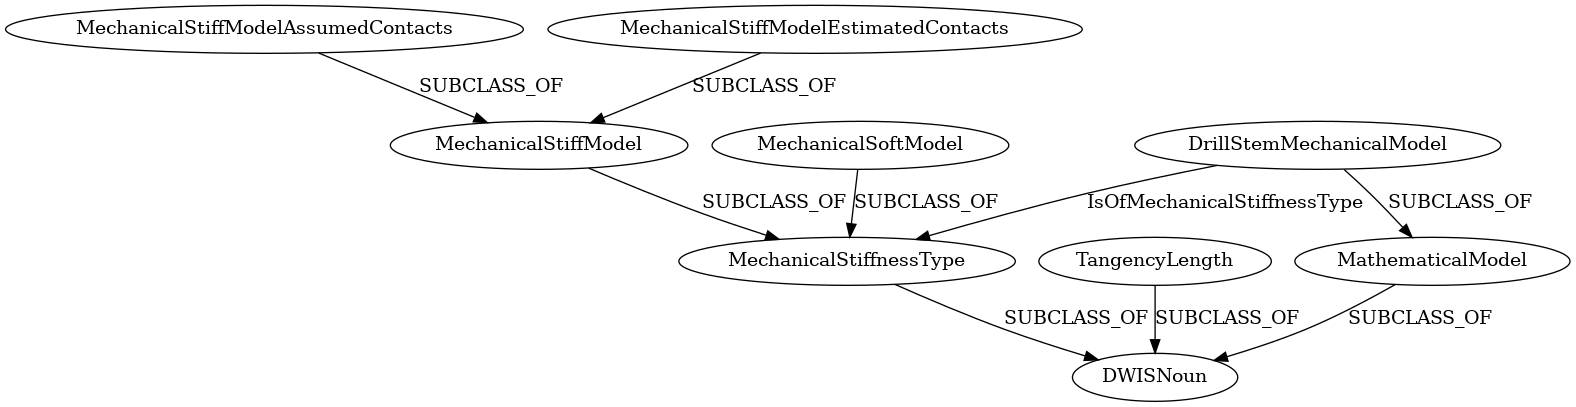 MechanicalStiffModelAssumedContacts
MechanicalStiffModelEstimatedContacts
SUBCLASS_OF
SUBCLASS_OF
MechanicalStiffModel
MechanicalSoftModel
DrillStemMechanicalModel
SUBCLASS_OF
SUBCLASS_OF
IsOfMechanicalStiffnessType
SUBCLASS_OF
MechanicalStiffnessType
TangencyLength
MathematicalModel
SUBCLASS_OF
SUBCLASS_OF
SUBCLASS_OF
DWISNoun